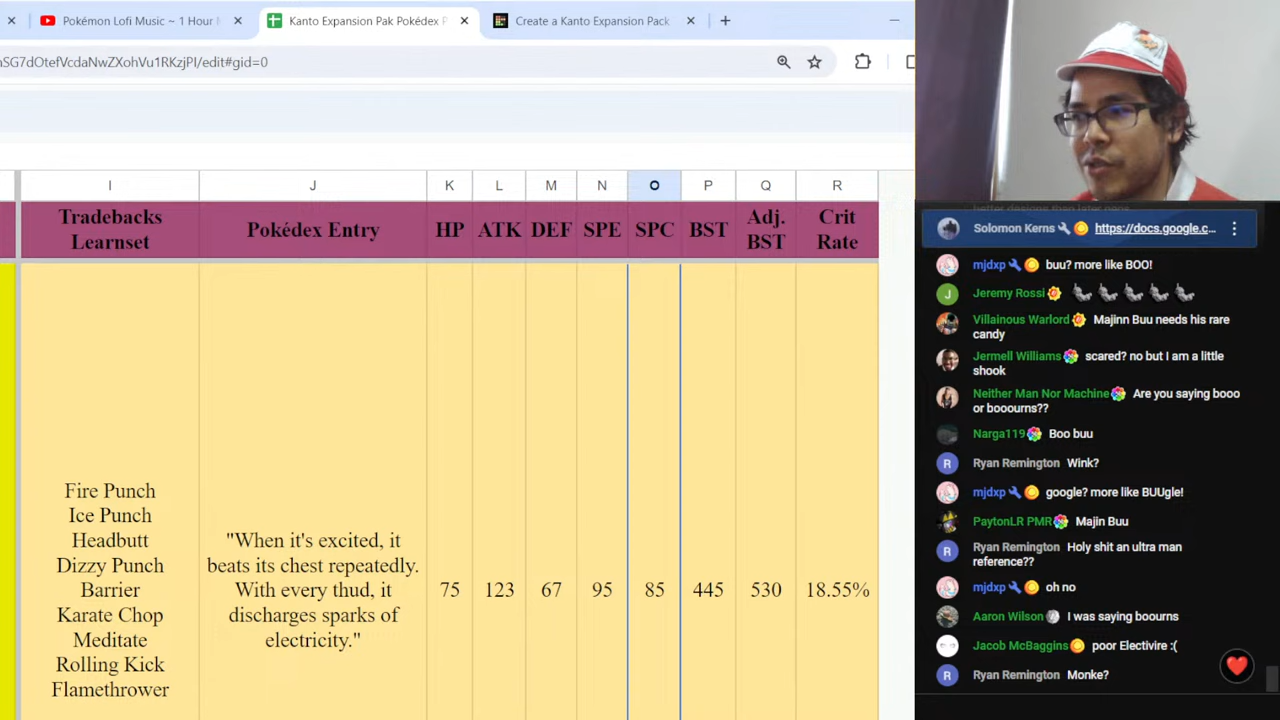 Pokémon Lofi Music ~ 1 Hour
Kanto Expansion Pak Pokédex
Create a Kanto Expansion Pack
aSG7dOtefVcdaNwZXohVu1RKzjPI/edit#gid=0
I J K L M N O P Q R
Tradebacks
Learnset
Pokédex Entry
HP ATK DEF SPE SPC BST
Adj.
BST
Crit
Rate
Fire Punch
Ice Punch
Headbutt
Dizzy Punch
Barrier
Karate Chop
Meditate
Rolling Kick
Flamethrower
"When it's excited, it
beats its chest repeatedly.
With every thud, it
discharges sparks of
electricity."
75 123 67 95 85 445 530 18.55%
better designs than later gens
Solomon Kerns https://docs.google.c...
mjdxp buu? more like BOO!
Jeremy Rossi
Villainous Warlord Majinn Buu needs his rare
candy
Jermell Williams scared? no but I am a little
shook
Neither Man Nor Machine Are you saying booo
or booourns??
Narga119 Boo buu
Ryan Remington Wink?
mjdxp google? more like BUUgle!
PaytonLR PMR Majin Buu
Ryan Remington Holy shit an ultra man
reference??
mjdxp oh no
Aaron Wilson I was saying boourns
Jacob McBaggins poor Electivire :(
Ryan Remington Monke?